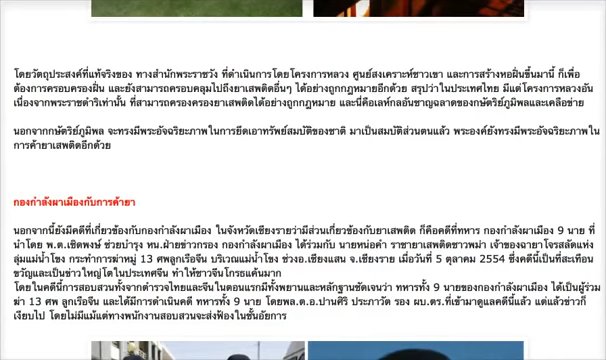 โดยวัตถุประสงค์ที่แท้จริงของ ทางสำนักพระราชวัง ที่ดำเนินการโดยโครงการหลวง ศูนย์สงเคราะห์ชาวเขา และการสร้างหอฝิ่นขึ้นมานี้ ก็เพื่อ
ต้องการครอบครองฝิ่น และยังสามารถครอบคลุมไปถึงยาเสพติดอื่นๆ ได้อย่างถูกกฎหมายอีกด้วย สรุปว่าในประเทศไทย มีแต่โครงการหลวงอัน
เนื่องจากพระราชดำริเท่านั้น ที่สามารถครองครองยาเสพติดได้อย่างถูกกฎหมาย และนี่คือเลห์กลอันชาญฉลาดของกษัตริย์ภูมิพลและเคลือข่าย
นอกจากกษัตริย์ภูมิพล จะทรงมีพระอัจฉริยะภาพในการยึดเอาทรัพย์สมบัติของชาติ มาเป็นสมบัติส่วนตนแล้ว พระองค์ยังทรงมีพระอัจฉริยะภาพใน
การค้ายาเสพติดอีกด้วย
กองกำลังผาเมืองกับการค้ายา
นอกจากนี้ยังมีคดีที่เกี่ยวข้องกับกองกำลังผาเมือง ในจังหวัดเชียงรายว่ามีส่วนเกี่ยวข้องกับยาเสพติด ก็คือคดีที่ทหาร กองกำลังผาเมือง 9 นาย ที่
นำโดย พ.ต.เชิดพงษ์ ช่วยบำรุง หน.ฝ่ายข่าวกรอง กองกำลังผาเมือง ได้ร่วมกับ นายหน่อคำ ราชายาเสพติดชาวพม่า เจ้าของฉายาโจรสลัดแห่ง
ลุ่มแม่น้ำโขง กระทำการฆ่าหมู่ 13 ศพลูกเรือจีน บริเวณแม่น้ำโขง ช่วงอ.เชียงแสน จ.เชียงราย เมื่อวันที่ 5 ตุลาคม 2554 ซึ่งคดีนี้เป็นที่สะเทือน
ขวัญและเป็นข่าวใหญ่โตในประเทศจีน ทำให้ชาวจีนโกรธแค้นมาก
โดยในคดีนี้การสอบสวนทั้งจากตำรวจไทยและจีนในตอนแรกมีทั้งพยานและหลักฐานชัดเจนว่า ทหารทั้ง 9 นายของกองกำลังผาเมือง ได้เป็นผู้ร่วม
ฆ่า 13 ศพ ลูกเรือจีน และได้มีการดำเนินคดี ทหารทั้ง 9 นาย โดยพล.ต.อ.ปานศิริ ประภาวัต รอง ผบ.ตร.ที่เข้ามาดูแลคดีนี้แล้ว แต่แล้วข่าวก็
เงียบไป โดยไม่มีแม้แต่ทางพนักงานสอบสวนจะส่งฟ้องในชั้นอัยการ